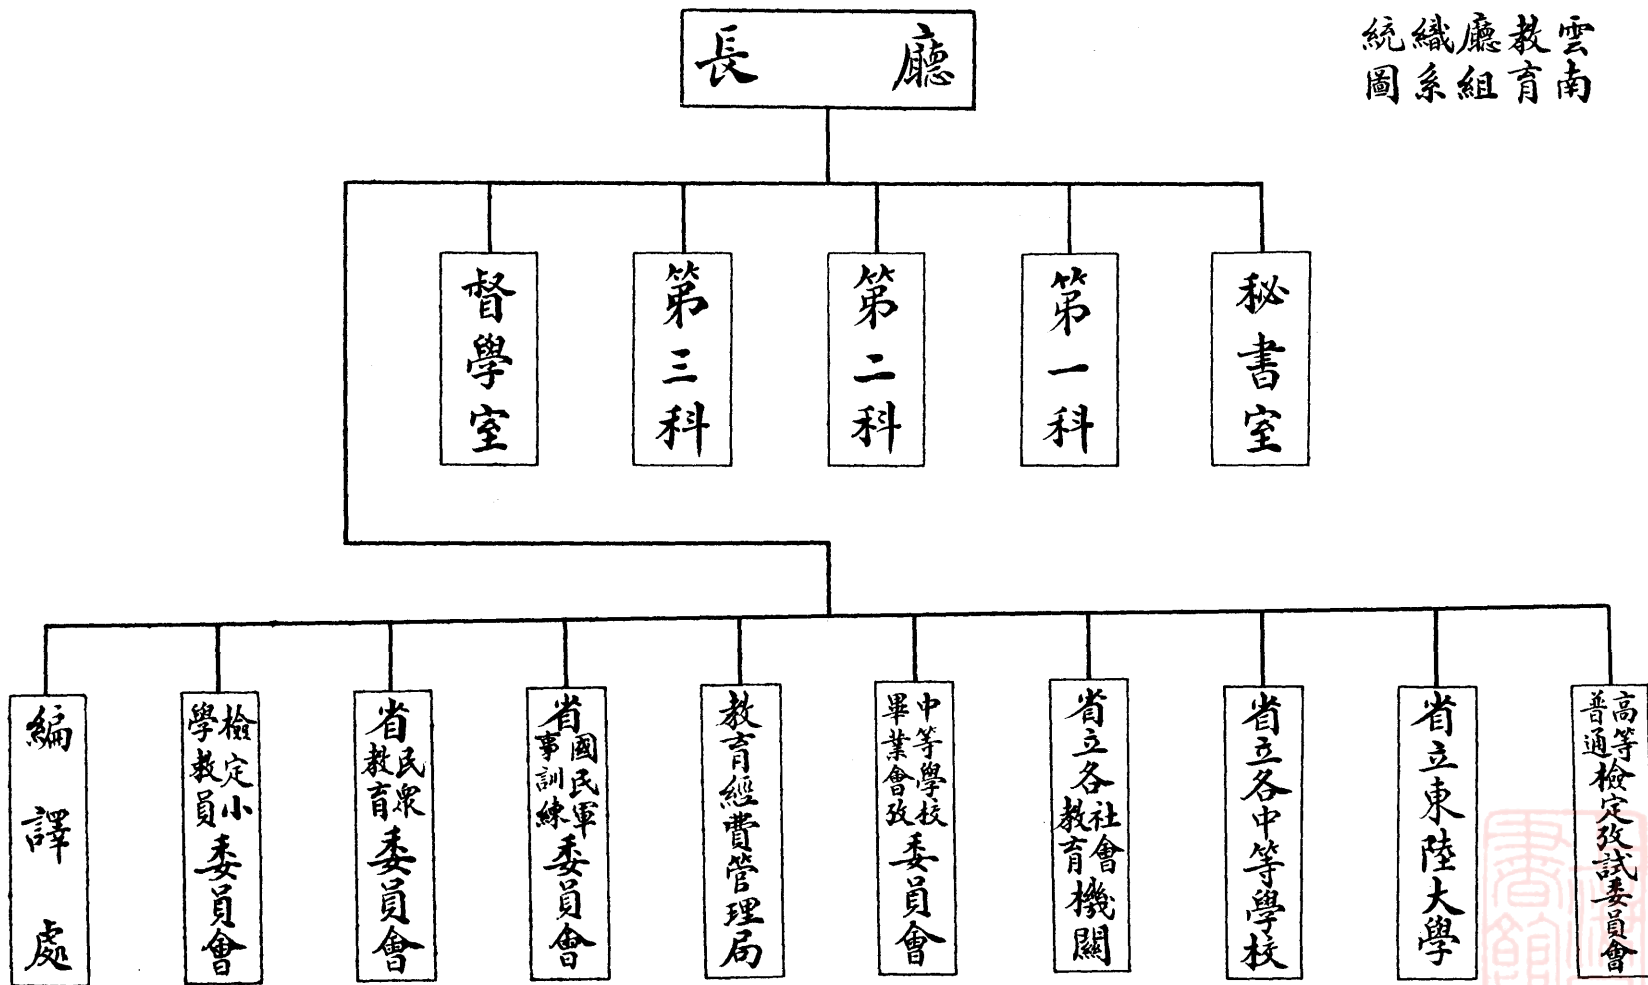 雲南
教育
廳組
織系
統圖
廳長
秘書室
第一科
第二科
第三科
督學室
高等普通檢定攷試委員會
省立東陸大學
省立各中等學校
省立各社會教育機關
中等學校畢業會攷委員會
教育經費管理局
省國民軍事訓練委員會
省民衆教育委員會
檢定小學教員委員會
編譯處